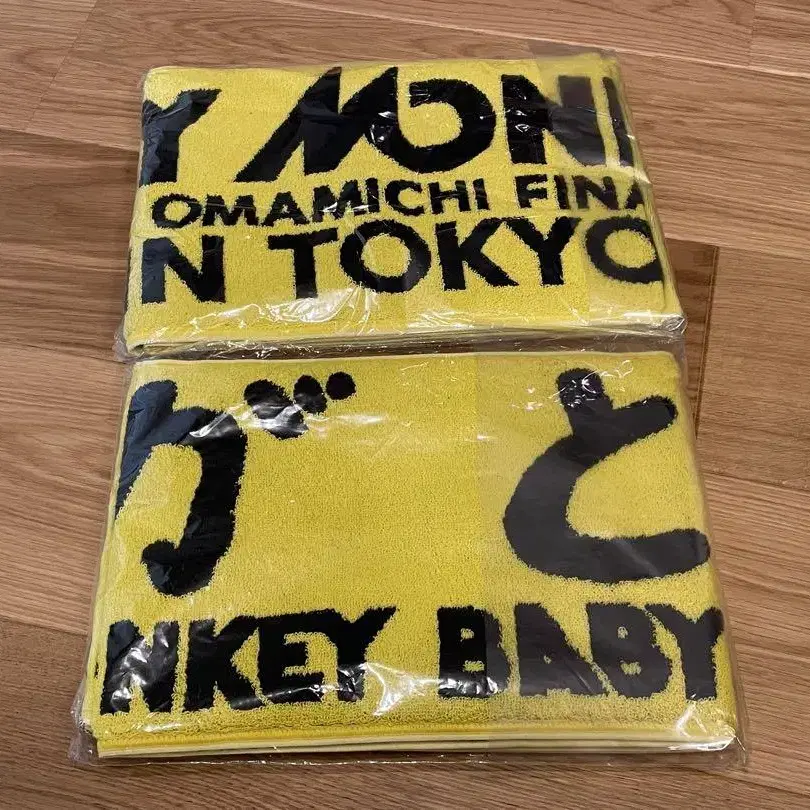 Y MONK
OMAMICHI FINA
N TOKYO
がと
NKEY BABY